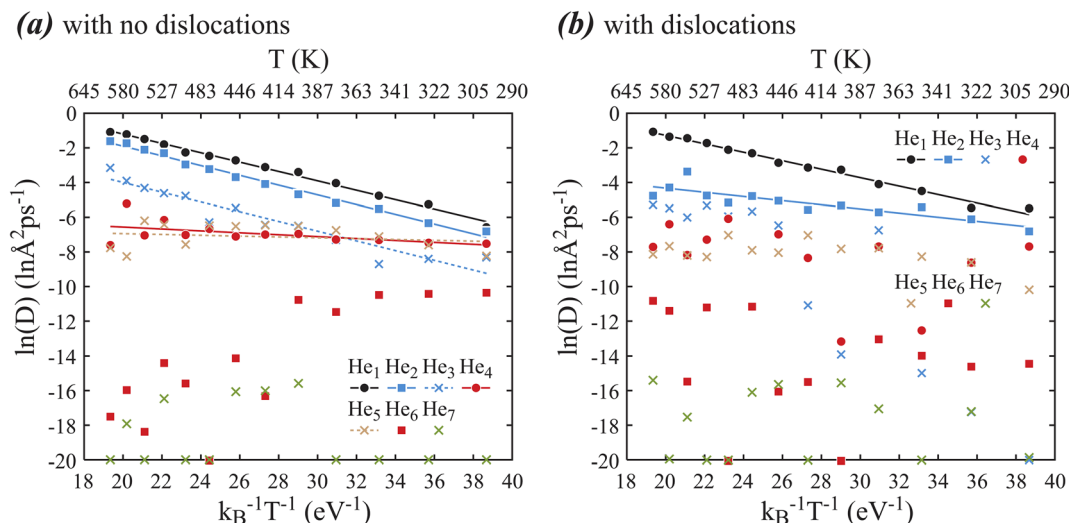 (a) with no dislocations
T (K)
645 580 527 483 446 414 387 363 341 322 305 290
0
-2
-4
-6
-8
-10
-12
-14
-16
-18
-20
ln(D) (lnÅ²ps⁻¹)
He₁ He₂ He₃ He₄
He₅ He₆ He₇
18 20 22 24 26 28 30 32 34 36 38 40
k_B⁻¹T⁻¹ (eV⁻¹)
(b) with dislocations
T (K)
645 580 527 483 446 414 387 363 341 322 305 290
0
-2
-4
-6
-8
-10
-12
-14
-16
-18
-20
ln(D) (lnÅ²ps⁻¹)
He₁ He₂ He₃ He₄
He₅ He₆ He₇
18 20 22 24 26 28 30 32 34 36 38 40
k_B⁻¹T⁻¹ (eV⁻¹)